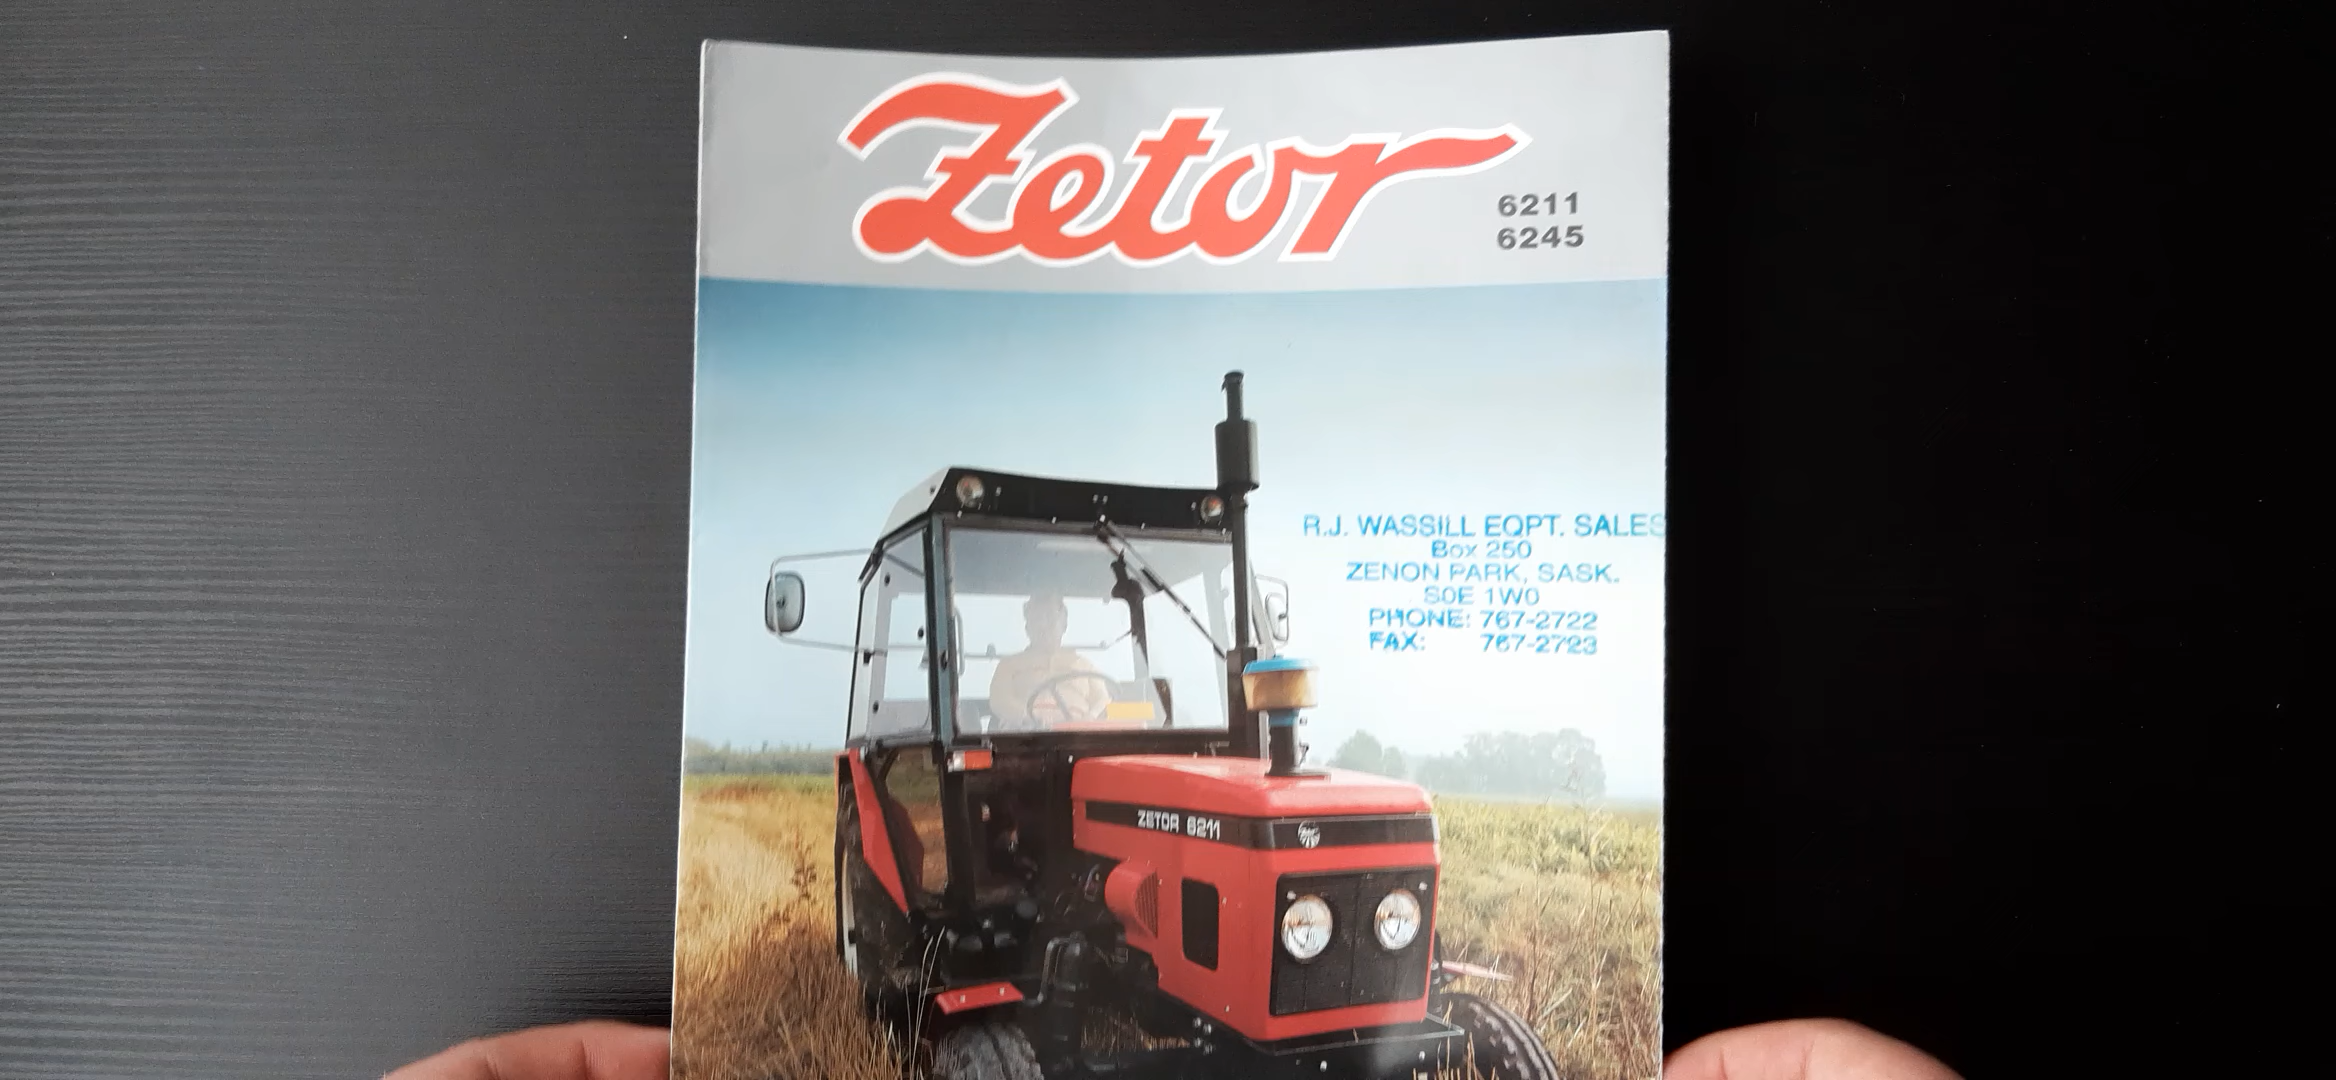 Zetor
6211
6245
R.J. WASSILL EQPT. SALES
Box 250
ZENON PARK, SASK.
S0E 1W0
PHONE: 767-2722
FAX: 767-2723
ZETOR 6211